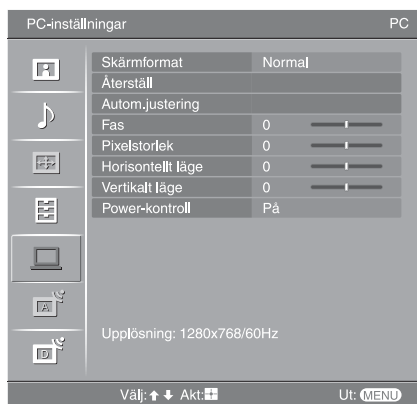 PC-inställningar PC
Skärmformat Normal
Återställ
Autom.justering
Fas 0
Pixelstorlek 0
Horisontellt läge 0
Vertikalt läge 0
Power-kontroll På
A
D
Upplösning: 1280x768/60Hz
Välj: Akt: Ut: MENU